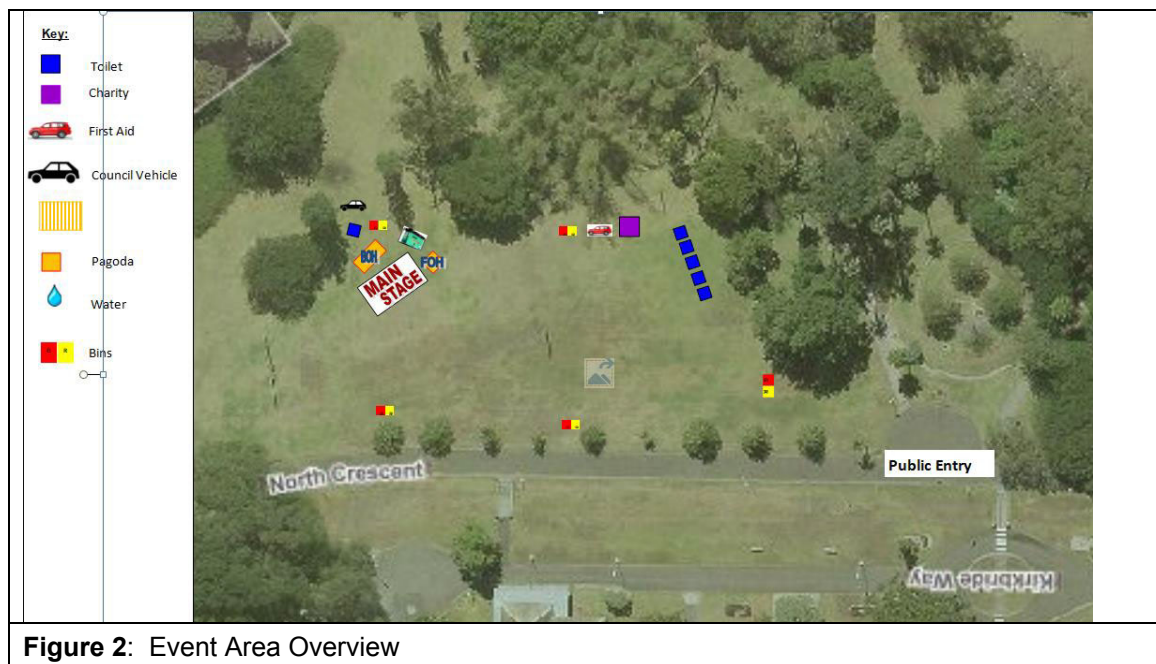 Key:
Toilet
Charity
First Aid
Council Vehicle
Pagoda
Water
Bins
BOH
FOH
MAIN
STAGE
North Crescent
Public Entry
Kirkbride Way
Figure 2: Event Area Overview